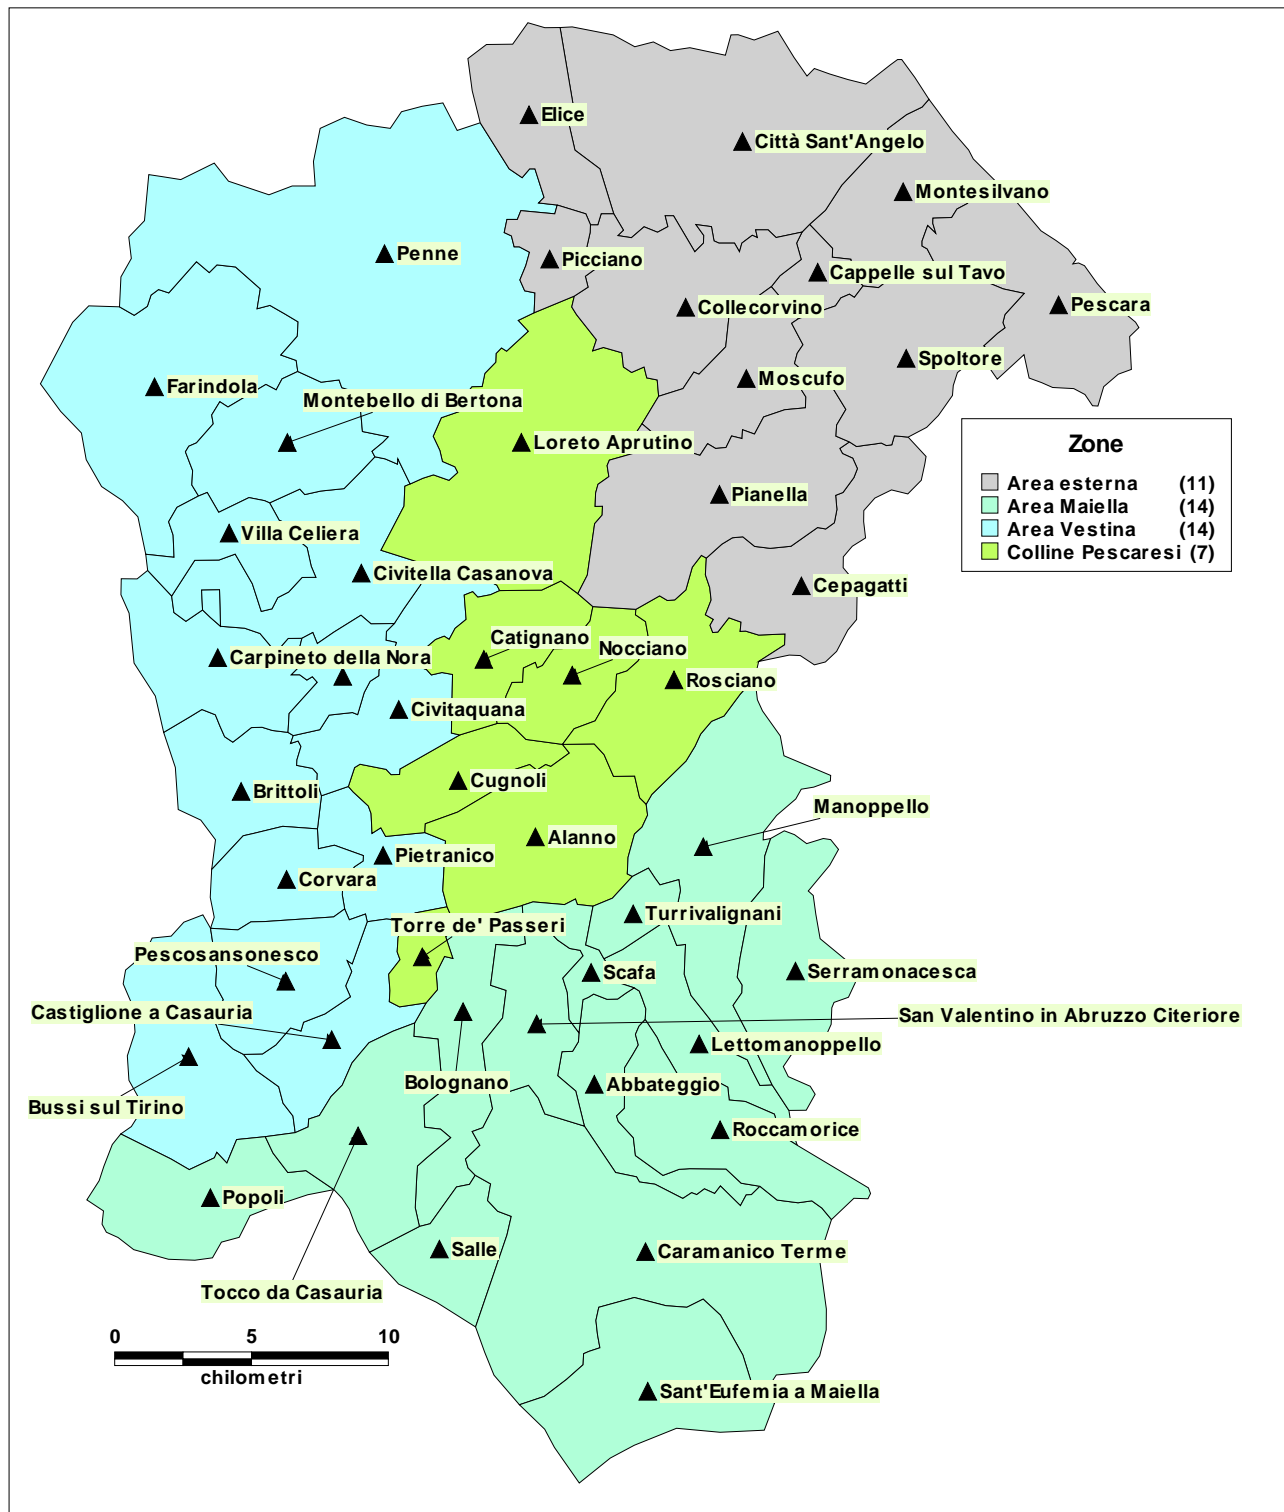 Elice
Città Sant'Angelo
Montesilvano
Penne
Picciano
Cappelle sul Tavo
Collecorvino
Pescara
Spoltore
Farindola
Moscufo
Montebello di Bertona
Loreto Aprutino
Zone
Area esterna (11)
Area Maiella (14)
Area Vestina (14)
Colline Pescaresi (7)
Pianella
Villa Celiera
Civitella Casanova
Cepagatti
Catignano
Nocciano
Carpineto della Nora
Rosciano
Civitaquana
Cugnoli
Brittoli
Manoppello
Alanno
Pietranico
Corvara
Turrivalignani
Torre de' Passeri
Pescosansonesco
Scafa
Serramonacesca
Castiglione a Casauria
San Valentino in Abruzzo Citeriore
Lettomanoppello
Bolognano
Abbateggio
Bussi sul Tirino
Roccamorice
Popoli
Salle
Caramanico Terme
Tocco da Casauria
0 5 10
chilometri
Sant'Eufemia a Maiella